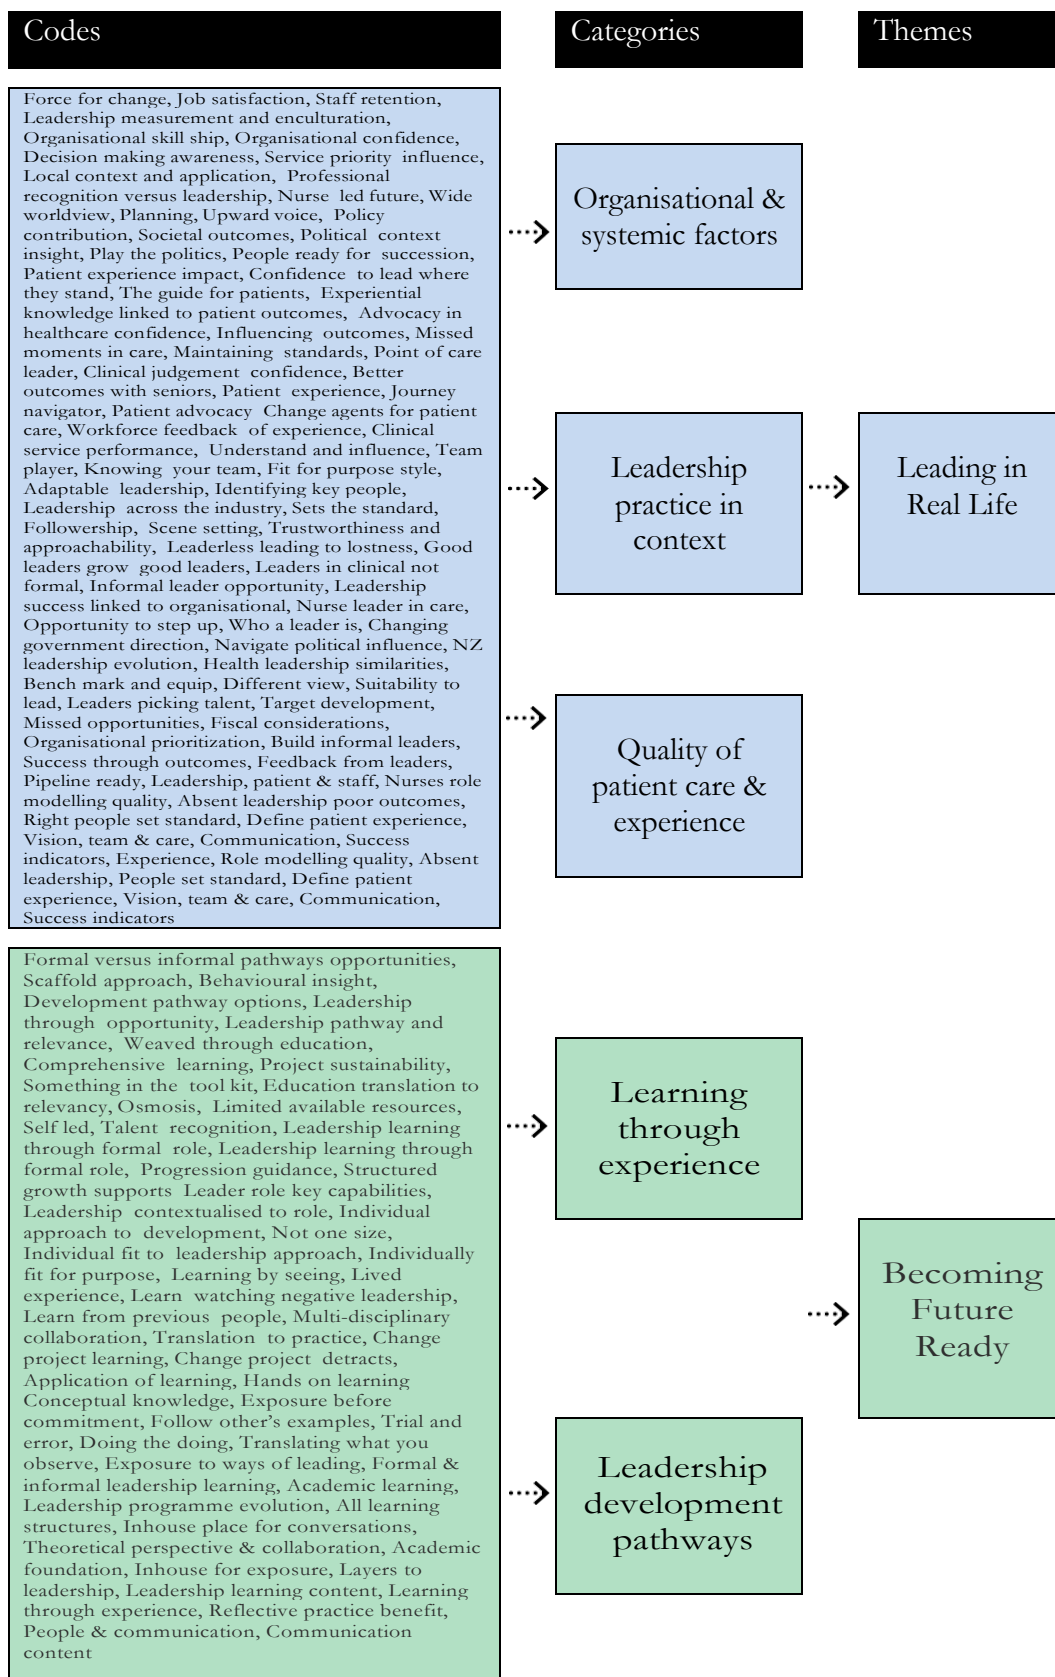 Codes
Categories
Themes
Force for change, Job satisfaction, Staff retention,
Leadership measurement and enculturation,
Organisational skill ship, Organisational confidence,
Decision making awareness, Service priority influence,
Local context and application, Professional
recognition versus leadership, Nurse led future, Wide
worldview, Planning, Upward voice, Policy
contribution, Societal outcomes, Political context
insight, Play the politics, People ready for succession,
Patient experience impact, Confidence to lead where
they stand, The guide for patients, Experiential
knowledge linked to patient outcomes, Advocacy in
healthcare confidence, Influencing outcomes, Missed
moments in care, Maintaining standards, Point of care
leader, Clinical judgement confidence, Better
outcomes with seniors, Patient experience, Journey
navigator, Patient advocacy Change agents for patient
care, Workforce feedback of experience, Clinical
service performance, Understand and influence, Team
player, Knowing your team, Fit for purpose style,
Adaptable leadership, Identifying key people,
Leadership across the industry, Sets the standard,
Followership, Scene setting, Trustworthiness and
approachability, Leaderless leading to lostness, Good
leaders grow good leaders, Leaders in clinical not
formal, Informal leader opportunity, Leadership
success linked to organisational, Nurse leader in care,
Opportunity to step up, Who a leader is, Changing
government direction, Navigate political influence, NZ
leadership evolution, Health leadership similarities,
Bench mark and equip, Different view, Suitability to
lead, Leaders picking talent, Target development,
Missed opportunities, Fiscal considerations,
Organisational prioritization, Build informal leaders,
Success through outcomes, Feedback from leaders,
Pipeline ready, Leadership, patient & staff, Nurses role
modelling quality, Absent leadership poor outcomes,
Right people set standard, Define patient experience,
Vision, team & care, Communication, Success
indicators, Experience, Role modelling quality, Absent
leadership, People set standard, Define patient
experience, Vision, team & care, Communication,
Success indicators
Organisational &
systemic factors
Leadership
practice in
context
Quality of
patient care &
experience
Leading in
Real Life
Formal versus informal pathways opportunities,
Scaffold approach, Behavioural insight,
Development pathway options, Leadership
through opportunity, Leadership pathway and
relevance, Weaved through education,
Comprehensive learning, Project sustainability,
Something in the tool kit, Education translation to
relevancy, Osmosis, Limited available resources,
Self led, Talent recognition, Leadership learning
through formal role, Leadership learning through
formal role, Progression guidance, Structured
growth supports Leader role key capabilities,
Leadership contextualised to role, Individual
approach to development, Not one size,
Individual fit to leadership approach, Individually
fit for purpose, Learning by seeing, Lived
experience, Learn watching negative leadership,
Learn from previous people, Multi-disciplinary
collaboration, Translation to practice, Change
project learning, Change project detracts,
Application of learning, Hands on learning
Conceptual knowledge, Exposure before
commitment, Follow other's examples, Trial and
error, Doing the doing, Translating what you
observe, Exposure to ways of leading, Formal &
informal leadership learning, Academic learning,
Leadership programme evolution, All learning
structures, Inhouse place for conversations,
Theoretical perspective & collaboration, Academic
foundation, Inhouse for exposure, Layers to
leadership, Leadership learning content, Learning
through experience, Reflective practice benefit,
People & communication, Communication
content
Learning
through
experience
Leadership
development
pathways
Becoming
Future
Ready